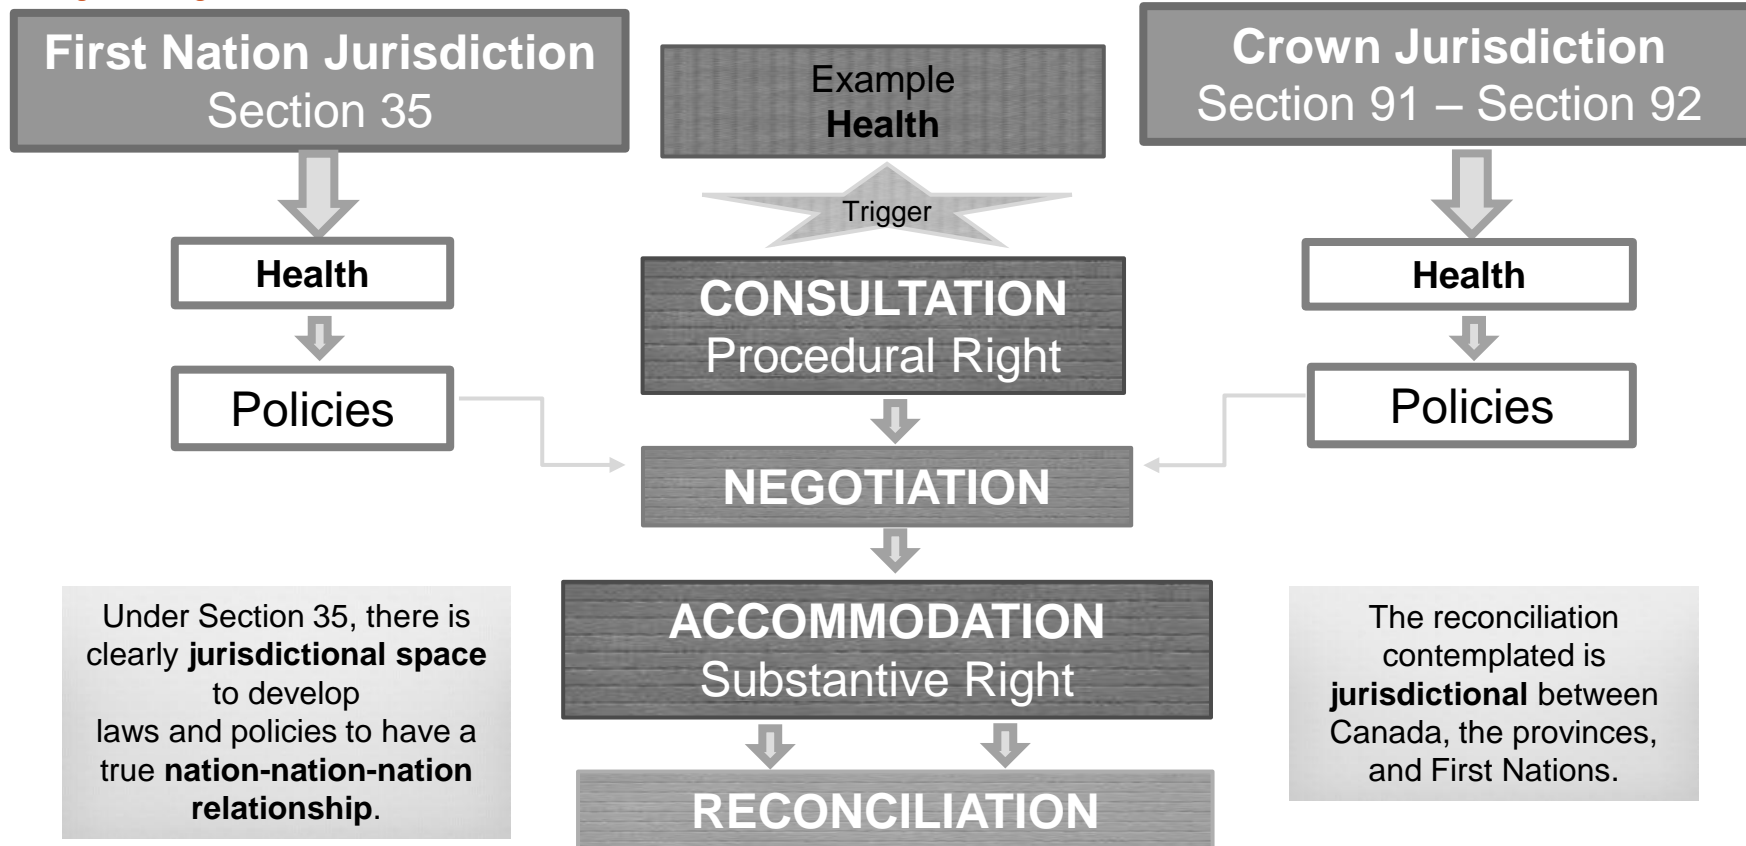 First Nation Jurisdiction
Section 35
Example
Health
Crown Jurisdiction
Section 91 – Section 92
Trigger
Health
Health
CONSULTATION
Procedural Right
Policies
Policies
NEGOTIATION
Under Section 35, there is
clearly jurisdictional space
to develop
laws and policies to have a
true nation-nation-nation
relationship.
ACCOMMODATION
Substantive Right
The reconciliation
contemplated is
jurisdictional between
Canada, the provinces,
and First Nations.
RECONCILIATION